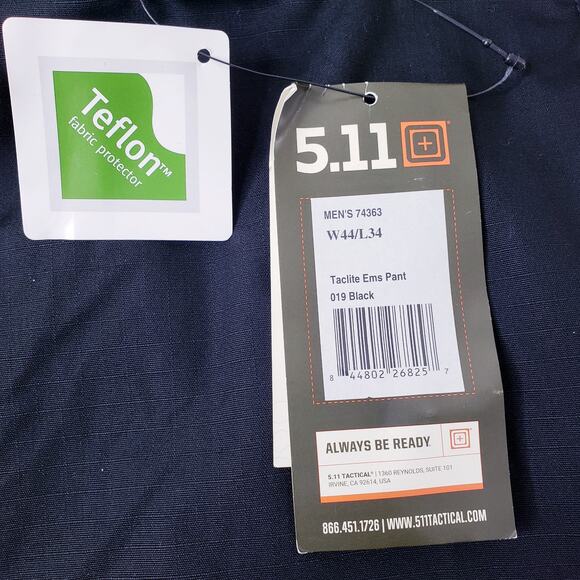 Teflon™
fabric protector
5.11
MEN'S 74363
W44/L34
Taclite Ems Pant
019 Black
8 44802 26825 7
ALWAYS BE READY
5.11 TACTICAL® | 1360 REYNOLDS, SUITE 101
IRVINE, CA 92614, USA
866.451.1726 | WWW.511TACTICAL.COM